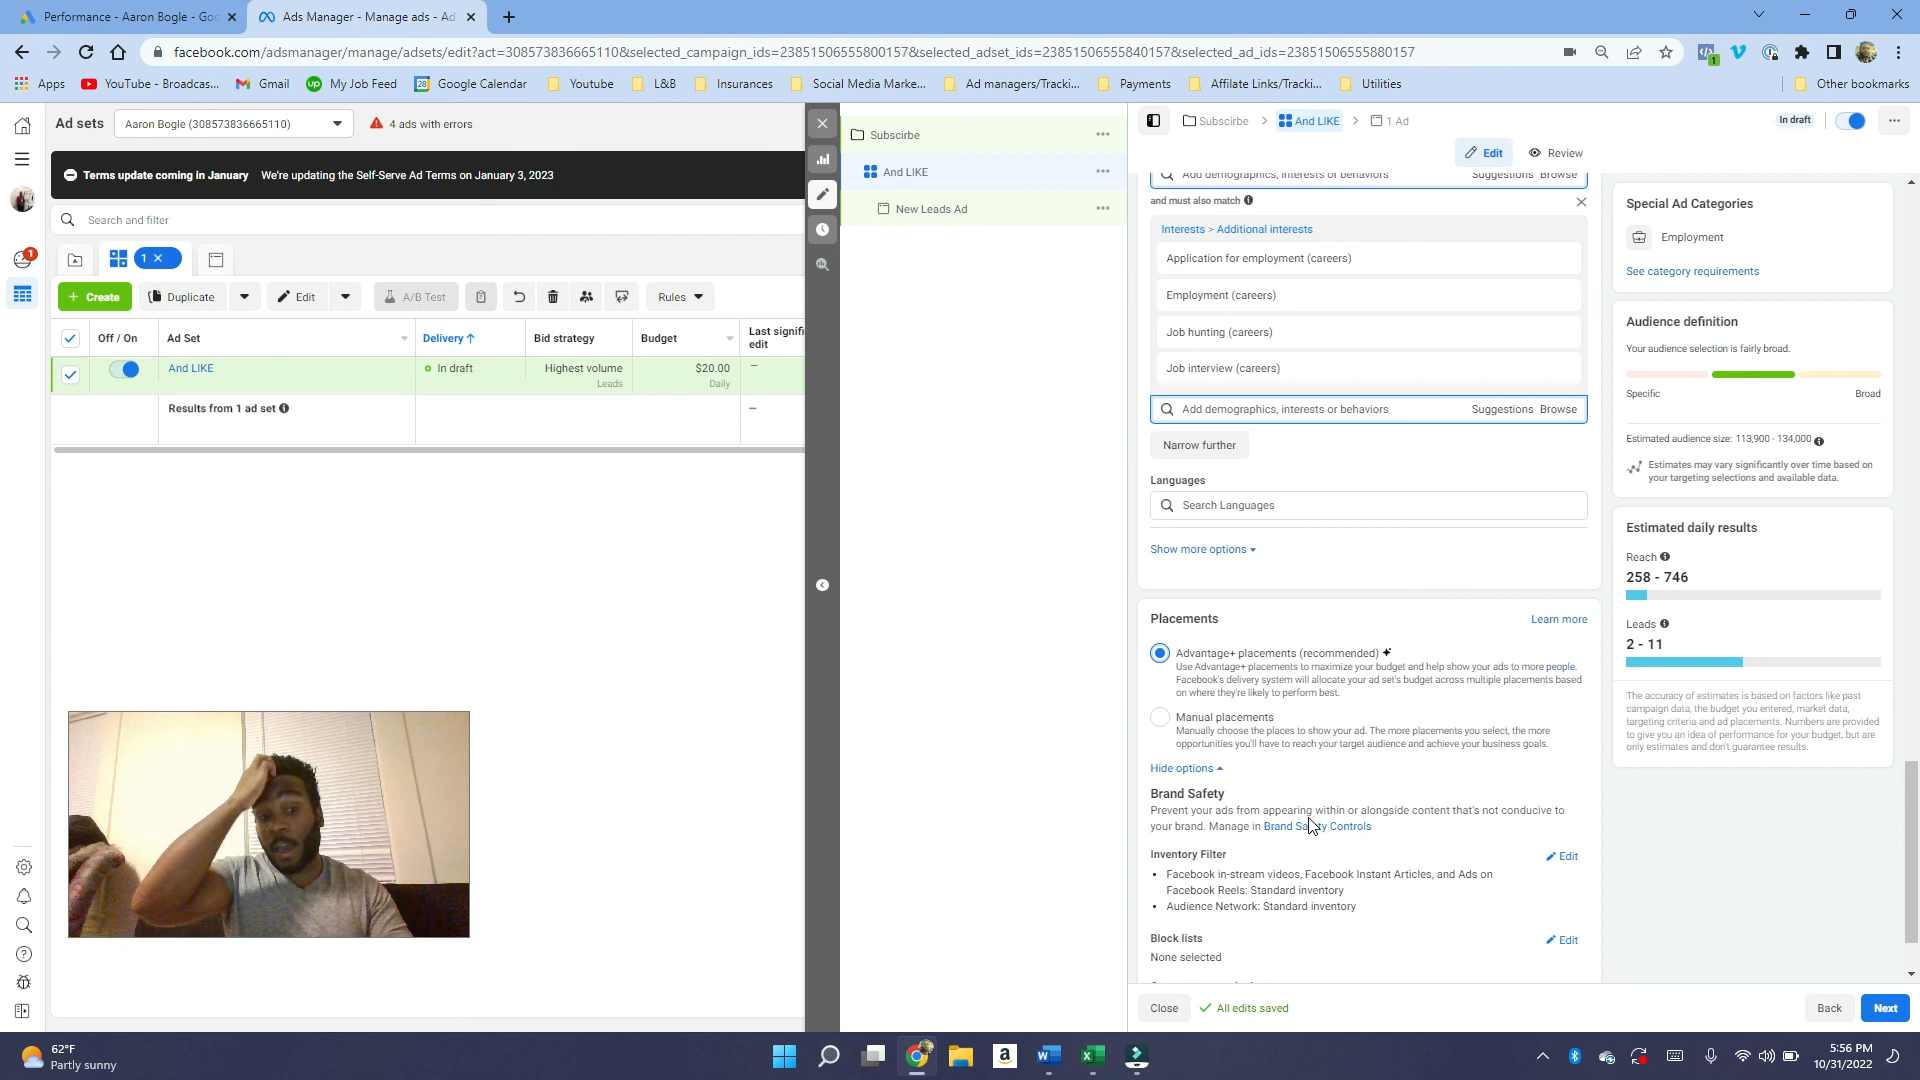 Performance - Aaron Bogle - Goo
Ads Manager - Manage ads - Ad
facebook.com/adsmanager/manage/adsets/edit?act=308573836665110&selected_campaign_ids=23851506555800157&selected_adset_ids=23851506555840157&selected_ad_ids=23851506555880157
Apps
YouTube - Broadcas...
Gmail
My Job Feed
Google Calendar
Youtube
L&B
Insurances
Social Media Marke...
Ad managers/Tracki...
Payments
Affilate Links/Tracki...
Utilities
Other bookmarks
Ad sets
Aaron Bogle (308573836665110)
4 ads with errors
Terms update coming in January We're updating the Self-Serve Ad Terms on January 3, 2023
Search and filter
1
Create
Duplicate
Edit
A/B Test
Rules
Off / On
Ad Set
Delivery
Bid strategy
Budget
Last signifi
edit
And LIKE
In draft
Highest volume
Leads
$20.00
Daily
—
Results from 1 ad set
—
Subscirbe
And LIKE
New Leads Ad
Subscirbe
And LIKE
1 Ad
In draft
Edit
Review
Add demographics, interests or behaviors
Suggestions Browse
and must also match
Interests > Additional interests
Application for employment (careers)
Employment (careers)
Job hunting (careers)
Job interview (careers)
Add demographics, interests or behaviors
Suggestions Browse
Narrow further
Languages
Search Languages
Show more options
Placements
Learn more
Advantage+ placements (recommended)
Use Advantage+ placements to maximize your budget and help show your ads to more people.
Facebook's delivery system will allocate your ad set's budget across multiple placements based
on where they're likely to perform best.
Manual placements
Manually choose the places to show your ad. The more placements you select, the more
opportunities you'll have to reach your target audience and achieve your business goals.
Hide options
Brand Safety
Prevent your ads from appearing within or alongside content that's not conducive to
your brand. Manage in Brand Safety Controls
Inventory Filter
Edit
Facebook in-stream videos, Facebook Instant Articles, and Ads on
Facebook Reels: Standard inventory
Audience Network: Standard inventory
Block lists
Edit
None selected
Close
All edits saved
Back
Next
Special Ad Categories
Employment
See category requirements
Audience definition
Your audience selection is fairly broad.
Specific
Broad
Estimated audience size: 113,900 - 134,000
Estimates may vary significantly over time based on
your targeting selections and available data.
Estimated daily results
Reach
258 - 746
Leads
2 - 11
The accuracy of estimates is based on factors like past
campaign data, the budget you entered, market data,
targeting criteria and ad placements. Numbers are provided
to give you an idea of performance for your budget, but are
only estimates and don't guarantee results.
62°F
Partly sunny
5:56 PM
10/31/2022